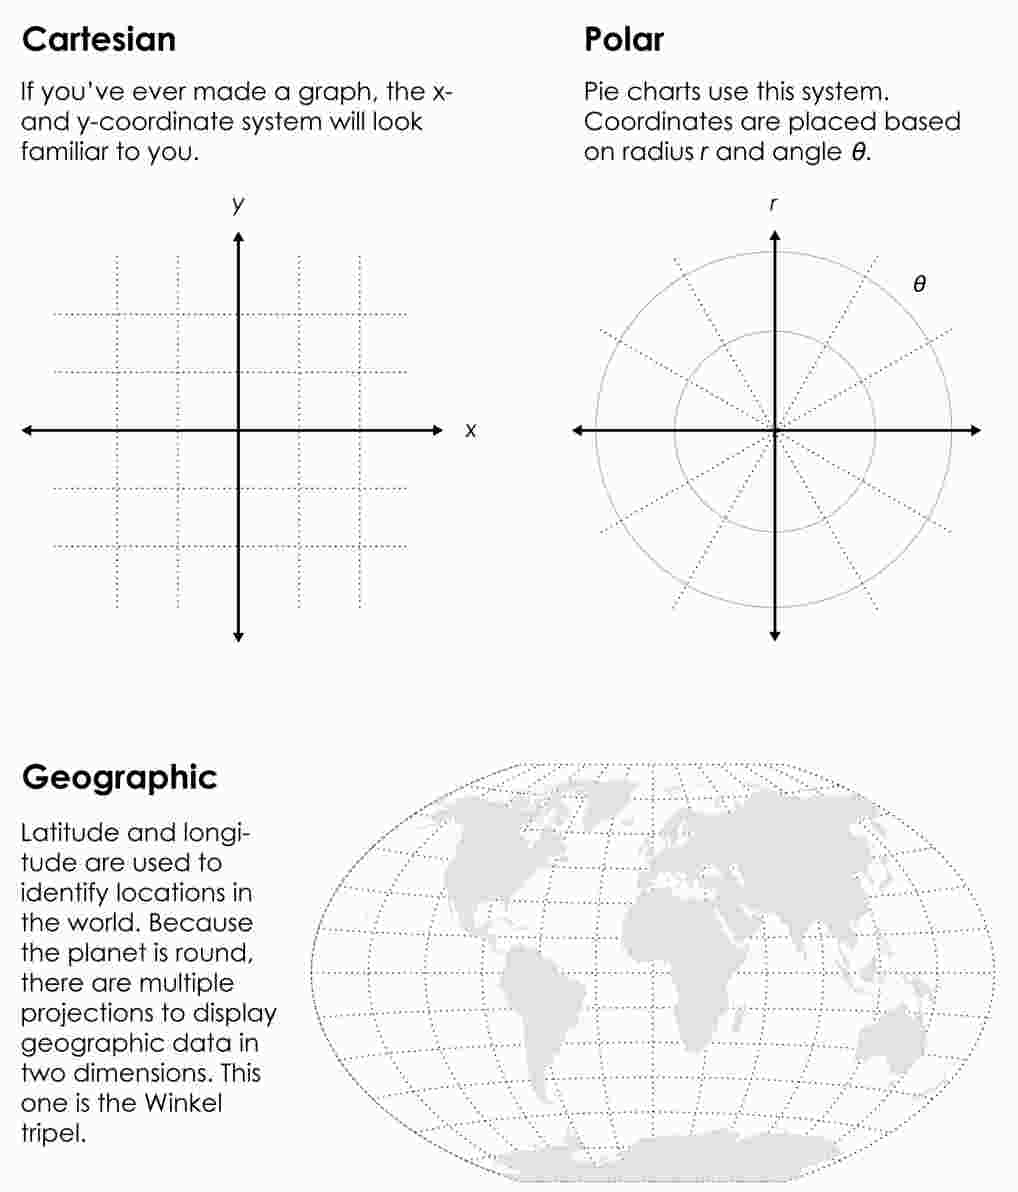 Cartesian
If you've ever made a graph, the x-
and y-coordinate system will look
familiar to you.
y
x
Polar
Pie charts use this system.
Coordinates are placed based
on radius r and angle θ.
r
θ
Geographic
Latitude and longi-
tude are used to
identify locations in
the world. Because
the planet is round,
there are multiple
projections to display
geographic data in
two dimensions. This
one is the Winkel
tripel.